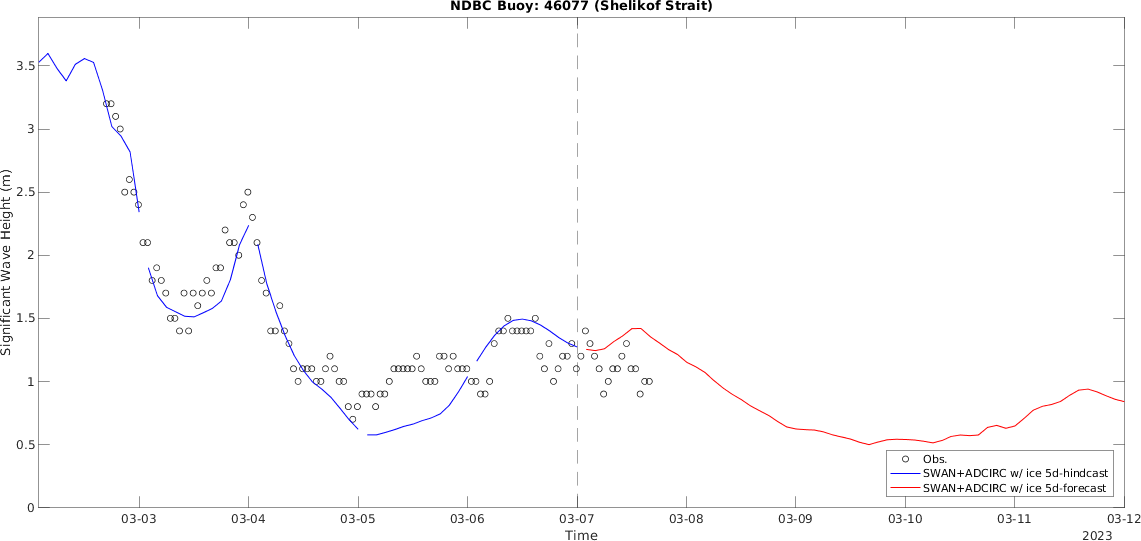 NDBC Buoy: 46077 (Shelikof Strait)
Significant Wave Height (m)
3.5
3
2.5
2
1.5
1
0.5
0
Obs.
SWAN+ADCIRC w/ ice 5d-hindcast
SWAN+ADCIRC w/ ice 5d-forecast
03-03 03-04 03-05 03-06 03-07 03-08 03-09 03-10 03-11 03-12
Time 2023